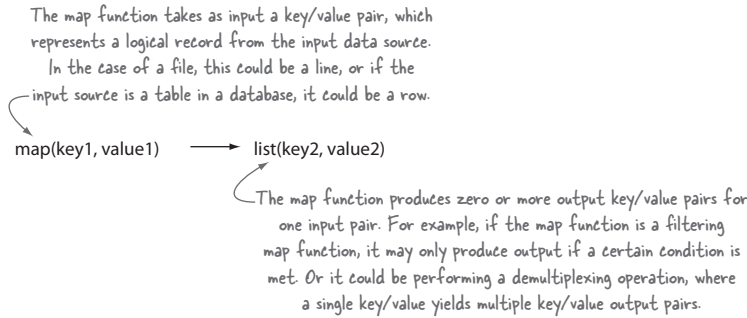 The map function takes as input a key/value pair, which
represents a logical record from the input data source.
In the case of a file, this could be a line, or if the
input source is a table in a database, it could be a row.
map(key1, value1) list(key2, value2)
The map function produces zero or more output key/value pairs for
one input pair. For example, if the map function is a filtering
map function, it may only produce output if a certain condition is
met. Or it could be performing a demultiplexing operation, where
a single key/value yields multiple key/value output pairs.